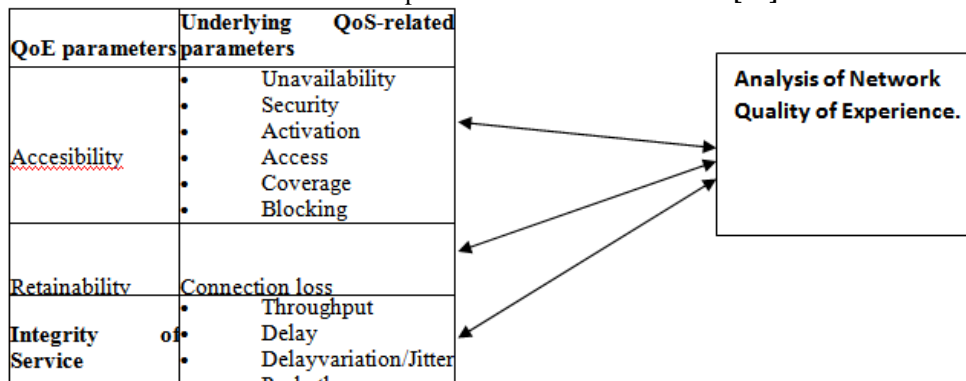 Underlying QoS-related
QoE parameters parameters
• Unavailability
• Security
• Activation
Accesibility • Access
• Coverage
• Blocking
Retainability Connection loss
• Throughput
Integrity of • Delay
Service • Delayvariation/Jitter
Analysis of Network
Quality of Experience.